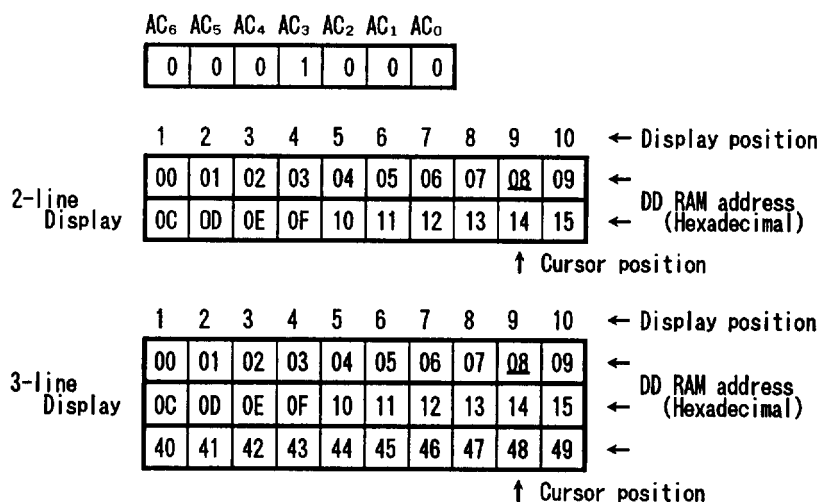 AC₆ AC₅ AC₄ AC₃ AC₂ AC₁ AC₀
0 0 0 1 0 0 0
1 2 3 4 5 6 7 8 9 10 ← Display position
2-line Display
00 01 02 03 04 05 06 07 08 09 ←
0C 0D 0E 0F 10 11 12 13 14 15 ←
DD RAM address
(Hexadecimal)
↑ Cursor position
1 2 3 4 5 6 7 8 9 10 ← Display position
3-line Display
00 01 02 03 04 05 06 07 08 09 ←
0C 0D 0E 0F 10 11 12 13 14 15 ←
40 41 42 43 44 45 46 47 48 49 ←
DD RAM address
(Hexadecimal)
↑ Cursor position